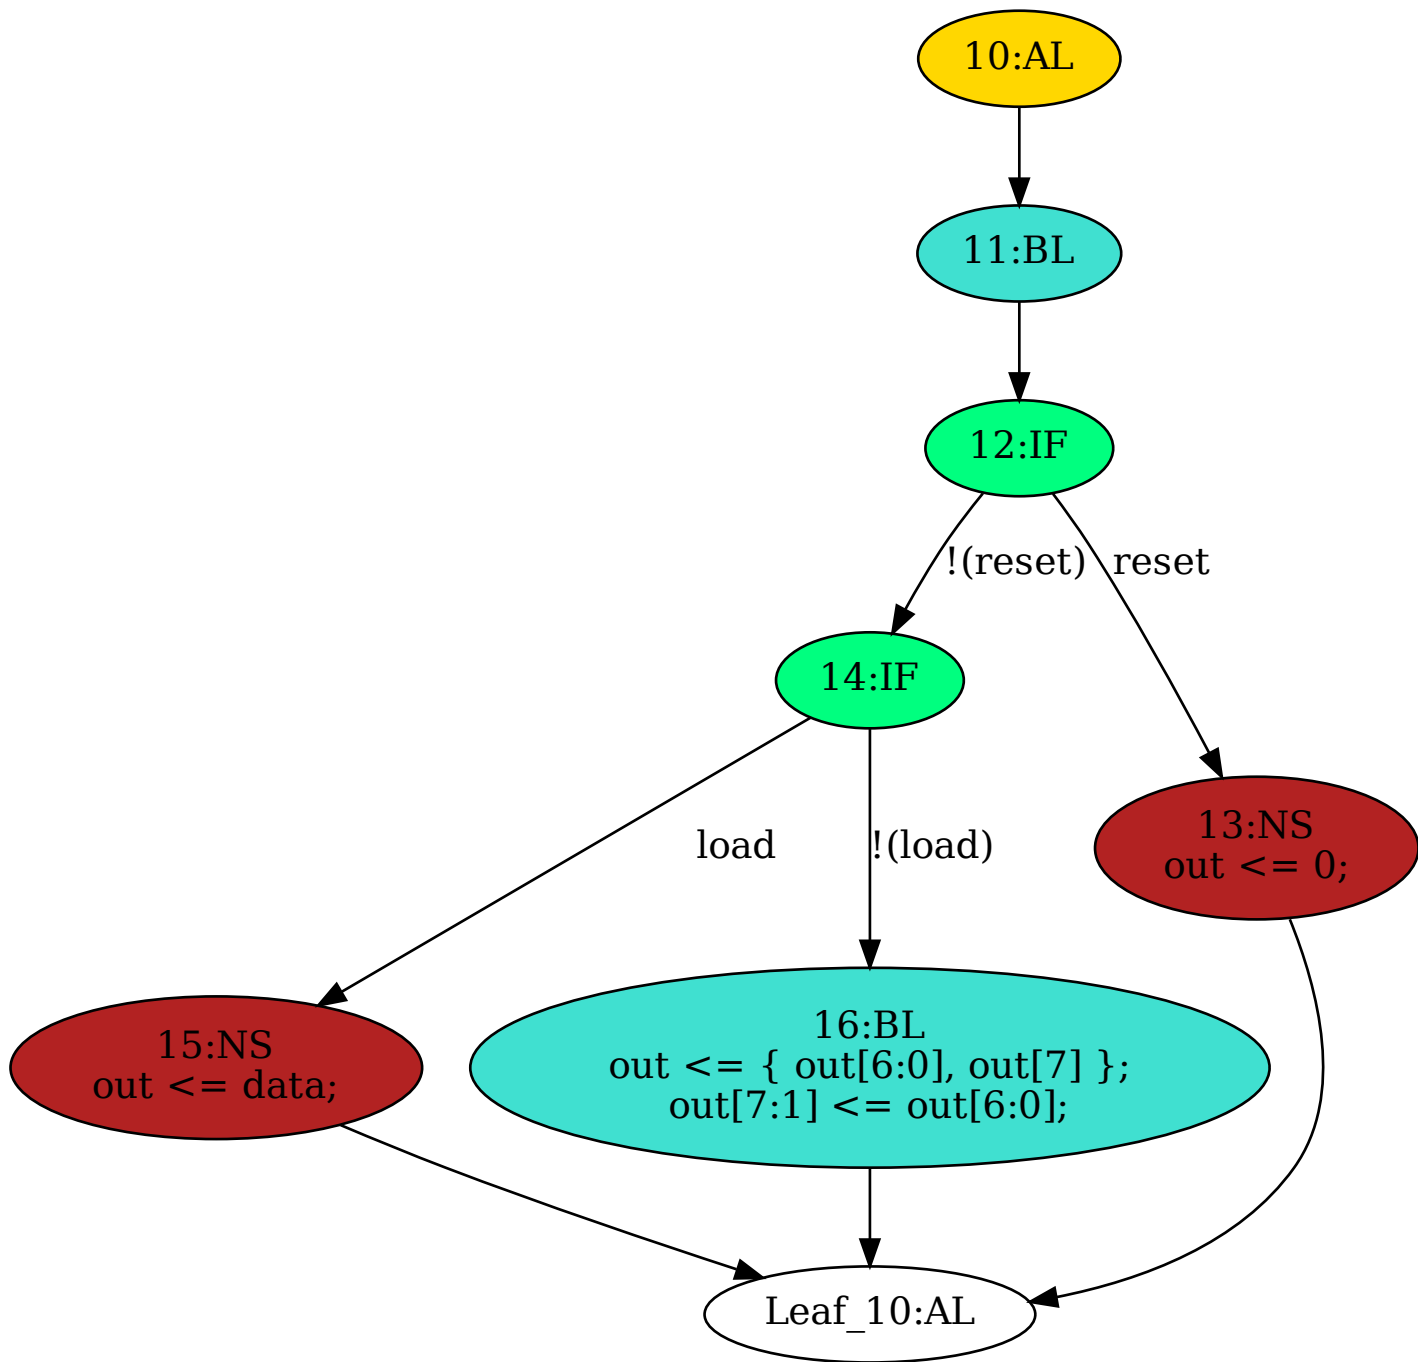 10:AL
11:BL
12:IF
!(reset)
reset
14:IF
load
!(load)
13:NS
out <= 0;
15:NS
out <= data;
16:BL
out <= { out[6:0], out[7] };
out[7:1] <= out[6:0];
Leaf_10:AL